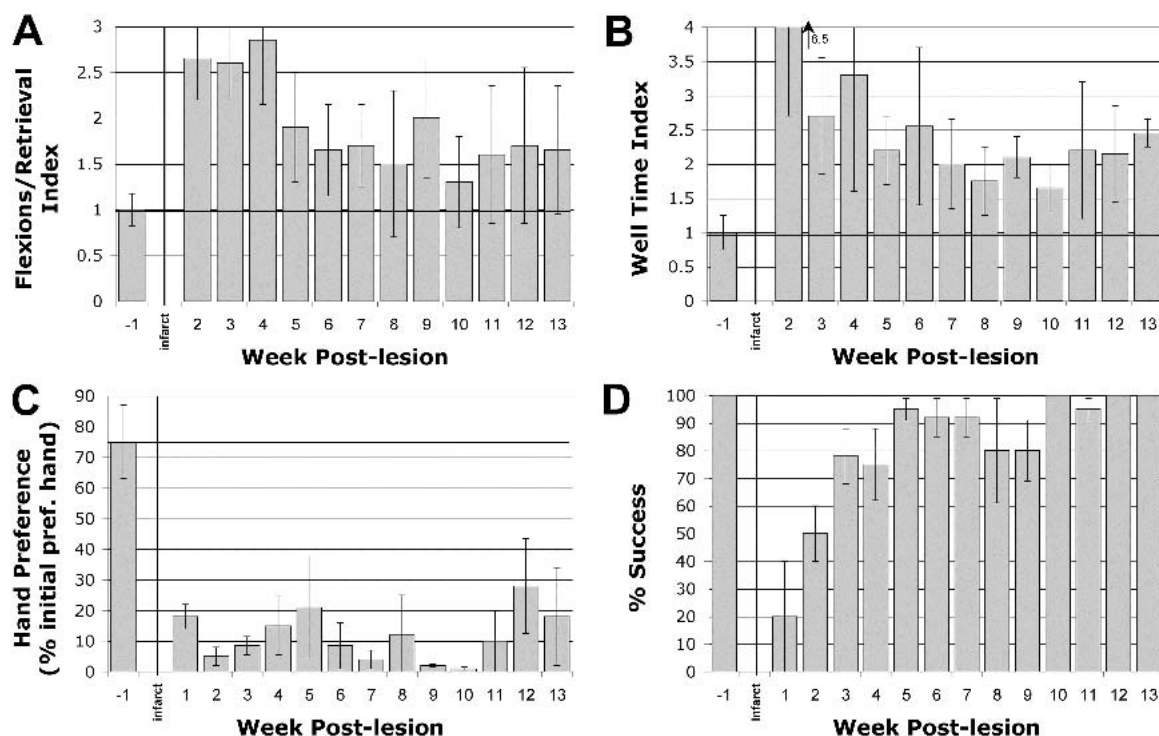 A
Flexions/Retrieval
Index
3
2.5
2
1.5
1
0.5
0
-1
infarct
2 3 4 5 6 7 8 9 10 11 12 13
Week Post-lesion
B
Well Time Index
4
3.5
3
2.5
2
1.5
1
0.5
0
6.5
-1
infarct
2 3 4 5 6 7 8 9 10 11 12 13
Week Post-lesion
C
Hand Preference
(% initial pref. hand)
90
80
70
60
50
40
30
20
10
0
-1
infarct
1 2 3 4 5 6 7 8 9 10 11 12 13
Week Post-lesion
D
% Success
100
90
80
70
60
50
40
30
20
10
0
-1
Infarct
1 2 3 4 5 6 7 8 9 10 11 12 13
Week Post-lesion